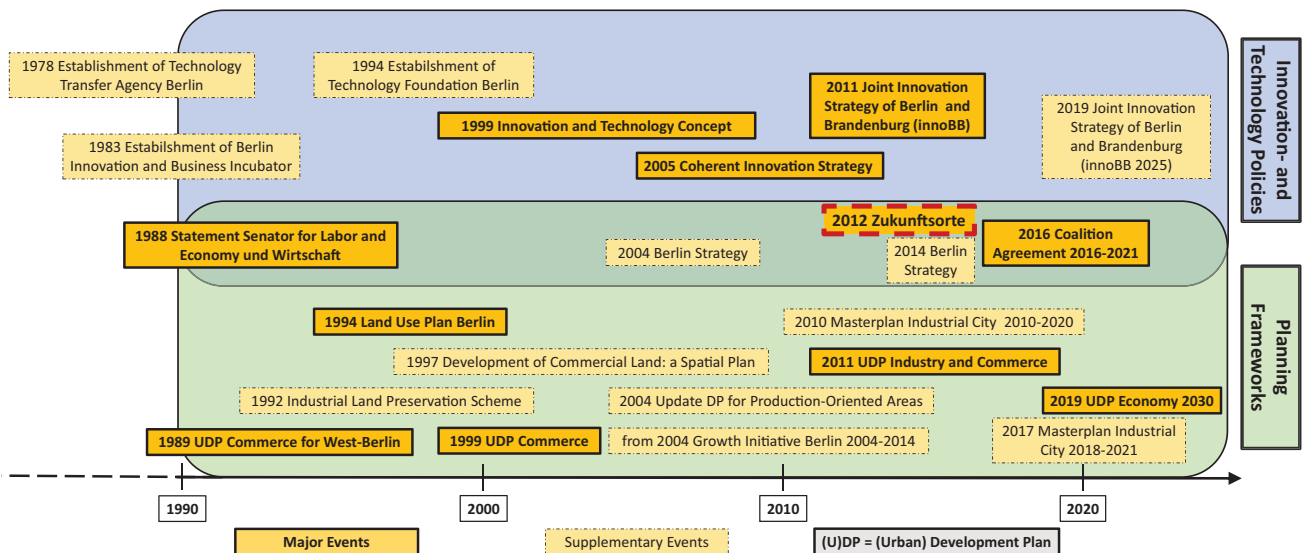 1978 Establishment of Technology
Transfer Agency Berlin
1994 Estabilshment of
Technology Foundation Berlin
2011 Joint Innovation
Strategy of Berlin and
Brandenburg (innoBB)
1999 Innovation and Technology Concept
2019 Joint Innovation
Strategy of Berlin
and Brandenburg
(innoBB 2025)
1983 Estabilshment of Berlin
Innovation and Business Incubator
2005 Coherent Innovation Strategy
Innovation- and
Technology Policies
1988 Statement Senator for Labor and
Economy und Wirtschaft
2012 Zukunftsorte
2004 Berlin Strategy
2014 Berlin
Strategy
2016 Coalition
Agreement 2016-2021
1994 Land Use Plan Berlin
2010 Masterplan Industrial City 2010-2020
1997 Development of Commercial Land: a Spatial Plan
2011 UDP Industry and Commerce
1992 Industrial Land Preservation Scheme
2004 Update DP for Production-Oriented Areas
2019 UDP Economy 2030
1989 UDP Commerce for West-Berlin
1999 UDP Commerce
from 2004 Growth Initiative Berlin 2004-2014
2017 Masterplan Industrial
City 2018-2021
Planning
Frameworks
1990
2000
2010
2020
Major Events
Supplementary Events
(U)DP = (Urban) Development Plan